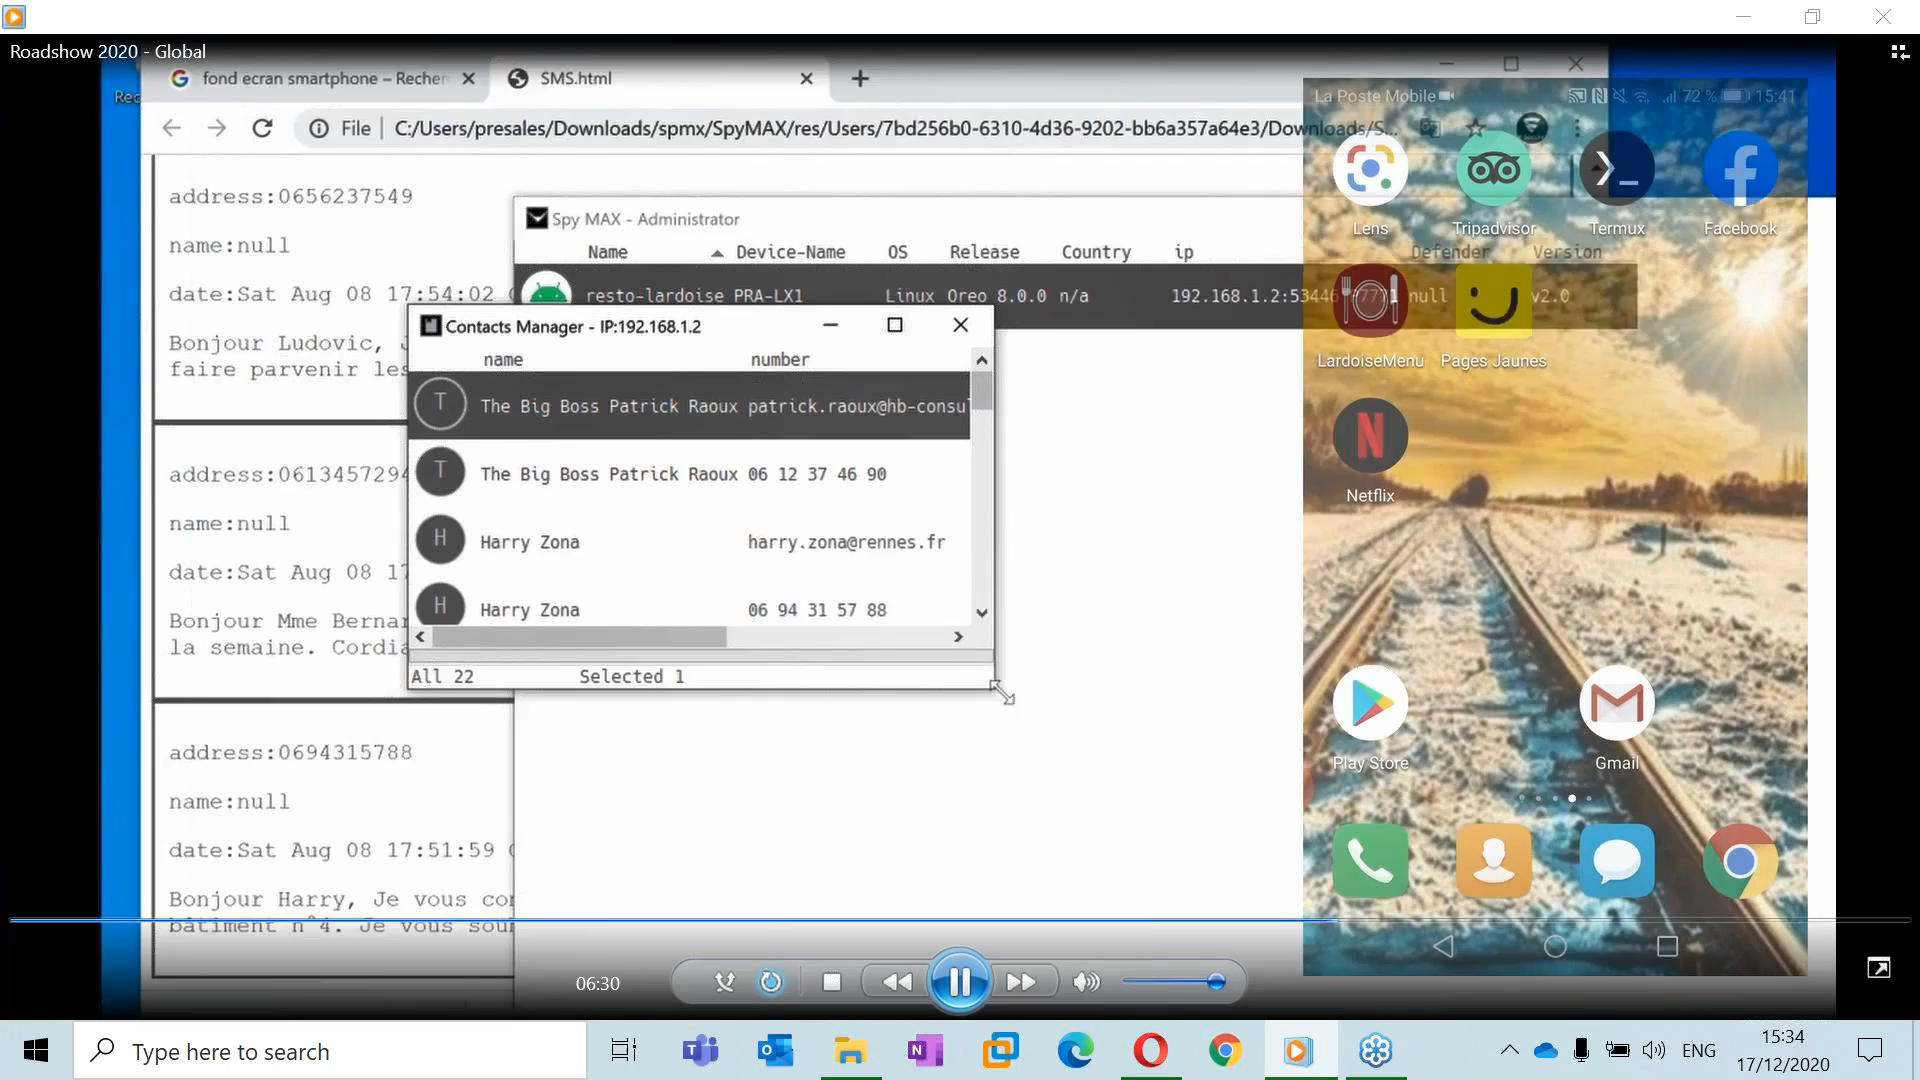 Roadshow 2020 - Global
fond ecran smartphone – Recher
SMS.html
File
C:/Users/presales/Downloads/spmx/SpyMAX/res/Users/7bd256b0-6310-4d36-9202-bb6a357a64e3/Downloads/S...
Rec
address:0656237549
name:null
date:Sat Aug 08 17:54:02
Bonjour Ludovic, J
faire parvenir les
address:0613457294
name:null
date:Sat Aug 08 17
Bonjour Mme Bernar
la semaine. Cordia
address:0694315788
name:null
date:Sat Aug 08 17:51:59
Bonjour Harry, Je vous con
bâtiment n°4. Je vous souh
Spy MAX - Administrator
Name Device-Name OS Release Country ip Defender Version
resto-lardoise PRA-LX1 Linux Oreo 8.0.0 n/a 192.168.1.2:53446 null v2.0
Contacts Manager - IP:192.168.1.2
name number
T The Big Boss Patrick Raoux patrick.raoux@hb-consul
T The Big Boss Patrick Raoux 06 12 37 46 90
H Harry Zona harry.zona@rennes.fr
H Harry Zona 06 94 31 57 88
All 22 Selected 1
La Poste Mobile 72 % 15:41
Lens Tripadvisor Termux Facebook
LardoiseMenu Pages Jaunes
Netflix
Play Store Gmail
06:30
Type here to search
ENG
15:34
17/12/2020